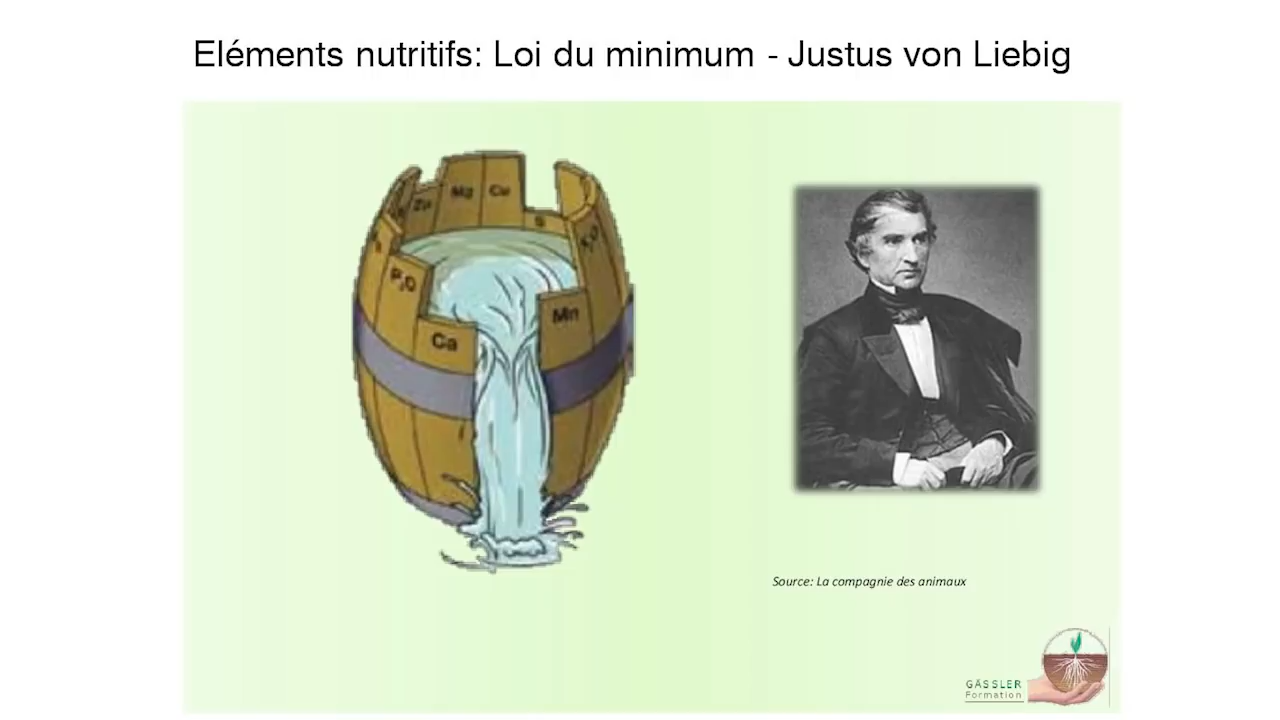 Eléments nutritifs: Loi du minimum - Justus von Liebig
Zn
Mg
Cu
S
K₂O
P₂O
Mn
Ca
Source: La compagnie des animaux
GÄSSLER
Formation